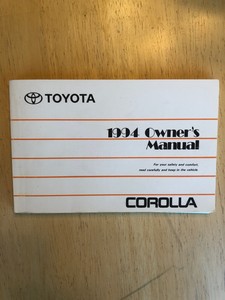 TOYOTA
1994 Owner's
Manual
For your safety and comfort,
read carefully and keep in the vehicle.
COROLLA